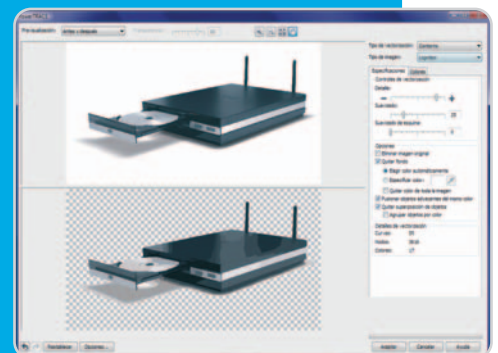 PowerTRACE
Previsualización: Antes y después
Tipo de vectorización: Contorno
Tipo de imagen: Logotipo
Especificaciones Colores
Controles de vectorización
Detalle:
Suavizado:
25
Suavizado de esquina:
0
Opciones
Eliminar imagen original
Quitar fondo
Elegir color automáticamente
Especificar color:
Quitar color de toda la imagen
Fusionar objetos adyacentes del mismo color
Quitar superposición de objetos
Agrupar objetos por color
Detalles de vectorización
Curvas:
Nodos:
Colores:
Restablecer Opciones...
Aceptar Cancelar Ayuda